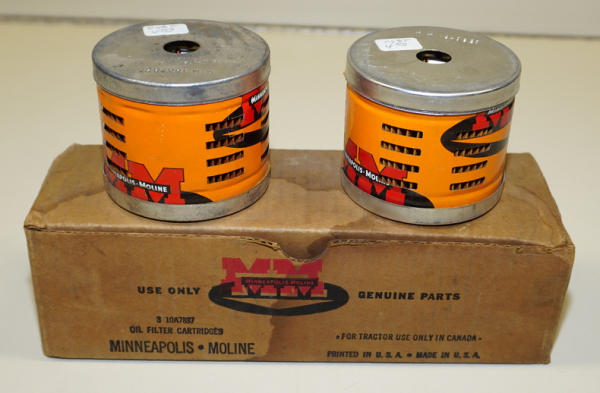 MINNEAPOLIS-MOLINE
MM
MINNEAPOLIS-MOLINE
MM
MM
MINNEAPOLIS-MOLINE
USE ONLY
GENUINE PARTS
3 10A7887
OIL FILTER CARTRIDGES
MINNEAPOLIS • MOLINE
•FOR TRACTOR USE ONLY IN CANADA•
PRINTED IN U.S.A. • MADE IN U.S.A.